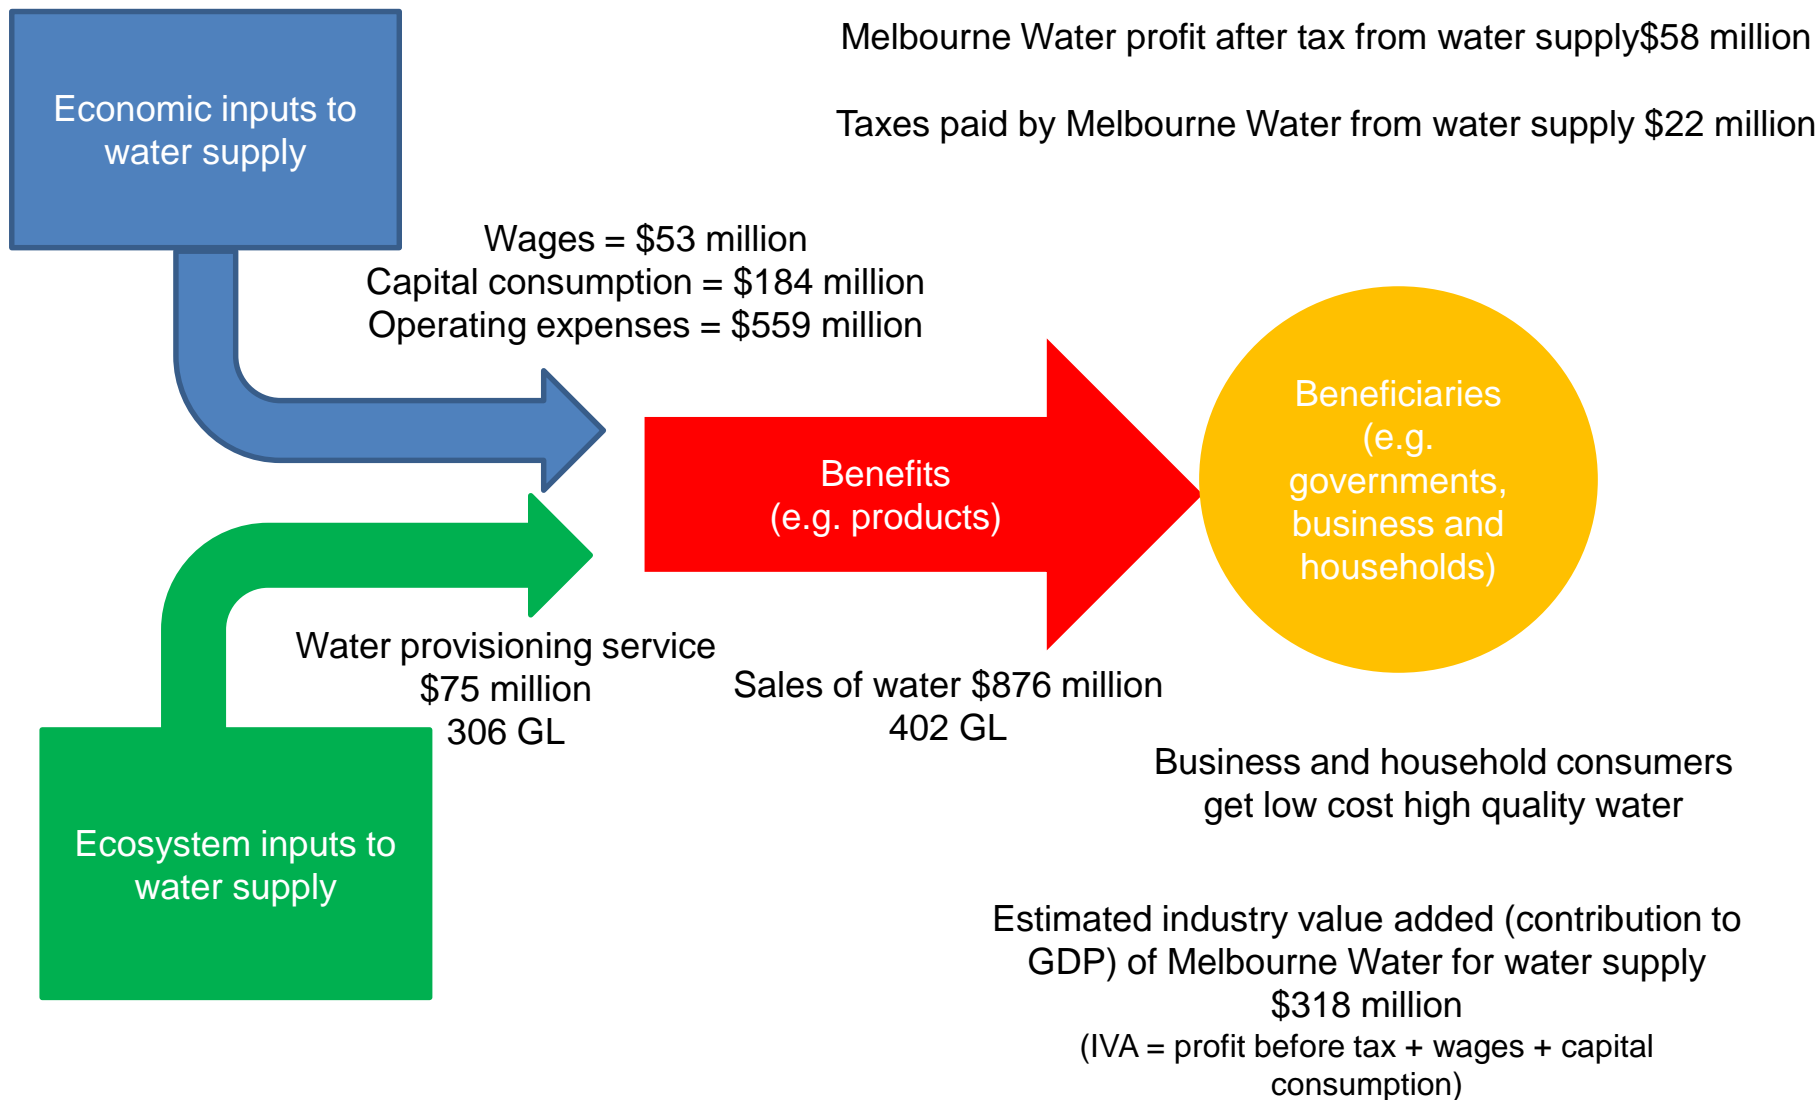 Melbourne Water profit after tax from water supply$58 million
Taxes paid by Melbourne Water from water supply $22 million
Economic inputs to
water supply
Wages = $53 million
Capital consumption = $184 million
Operating expenses = $559 million
Benefits
(e.g. products)
Beneficiaries
(e.g.
governments,
business and
households)
Water provisioning service
$75 million
306 GL
Sales of water $876 million
402 GL
Ecosystem inputs to
water supply
Business and household consumers
get low cost high quality water
Estimated industry value added (contribution to
GDP) of Melbourne Water for water supply
$318 million
(IVA = profit before tax + wages + capital
consumption)